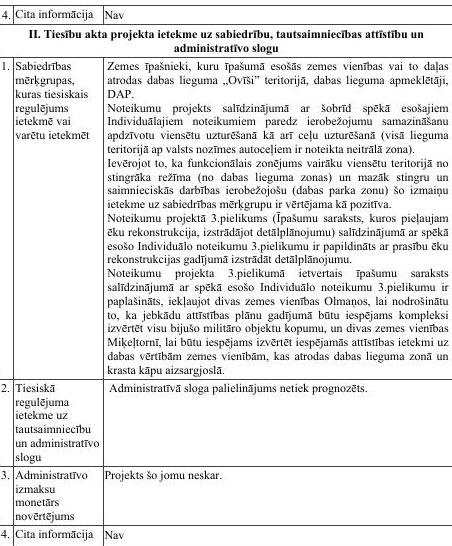 4. Cita informācija Nav
II. Tiesību akta projekta ietekme uz sabiedrību, tautsaimniecības attīstību un
administratīvo slogu
1. Sabiedrības
mērķgrupas,
kuras tiesiskais
regulējums
ietekmē vai
varētu ietekmēt
Zemes īpašnieki, kuru īpašumā esošās zemes vienības vai to daļas
atrodas dabas lieguma „Ovīši” teritorijā, dabas lieguma apmeklētāji,
DAP.
Noteikumu projekts salīdzinājumā ar šobrīd spēkā esošajiem
Individuālajiem noteikumiem paredz ierobežojumu samazināšanu
apdzīvotu viensētu uzturēšanā kā arī ceļu uzturēšanā (visā lieguma
teritorijā ap valsts nozīmes autoceļiem ir noteikta neitrālā zona).
Ievērojot to, ka funkcionālais zonējums vairāku viensētu teritorijā no
stingrāka režīma (no dabas lieguma zonas) un mazāk stingru un
saimnieciskās darbības ierobežojošu (dabas parka zonu) šo izmaiņu
ietekme uz sabiedrības mērķgrupu ir vērtējama kā pozitīva.
Noteikumu projektā 3.pielikums (Īpašumu saraksts, kuros pieļaujam
ēku rekonstrukcija, izstrādājot detālplānojumu) salīdzinājumā ar spēkā
esošo Individuālo noteikumu 3.pielikumu ir papildināts ar prasību ēku
rekonstrukcijas gadījumā izstrādāt detālplānojumu.
Noteikumu projekta 3.pielikumā ietvertais īpašumu saraksts
salīdzinājumā ar spēkā esošo Individuālo noteikumu 3.pielikumu ir
paplašināts, iekļaujot divas zemes vienības Olmaņos, lai nodrošinātu
to, ka jebkādu attīstības plānu gadījumā būtu iespējams kompleksi
izvērtēt visu bijušo militāro objektu kopumu, un divas zemes vienības
Miķeļtornī, lai būtu iespējams izvērtēt iespējamās attīstības ietekmi uz
dabas vērtībām zemes vienībām, kas atrodas dabas lieguma zonā un
krasta kāpu aizsargjoslā.
2. Tiesiskā
regulējuma
ietekme uz
tautsaimniecību
un administratīvo
slogu
Administratīvā sloga palielinājums netiek prognozēts.
3. Administratīvo
izmaksu
monetārs
novērtējums
Projekts šo jomu neskar.
4. Cita informācija Nav